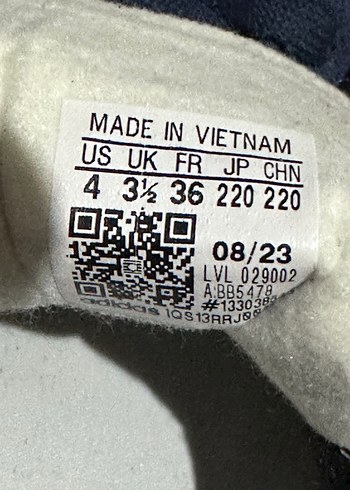 MADE IN VIETNAM
US UK FR JP CHN
4 3½ 36 220 220
08/23
LVL 029002
A:BB5478
adidas